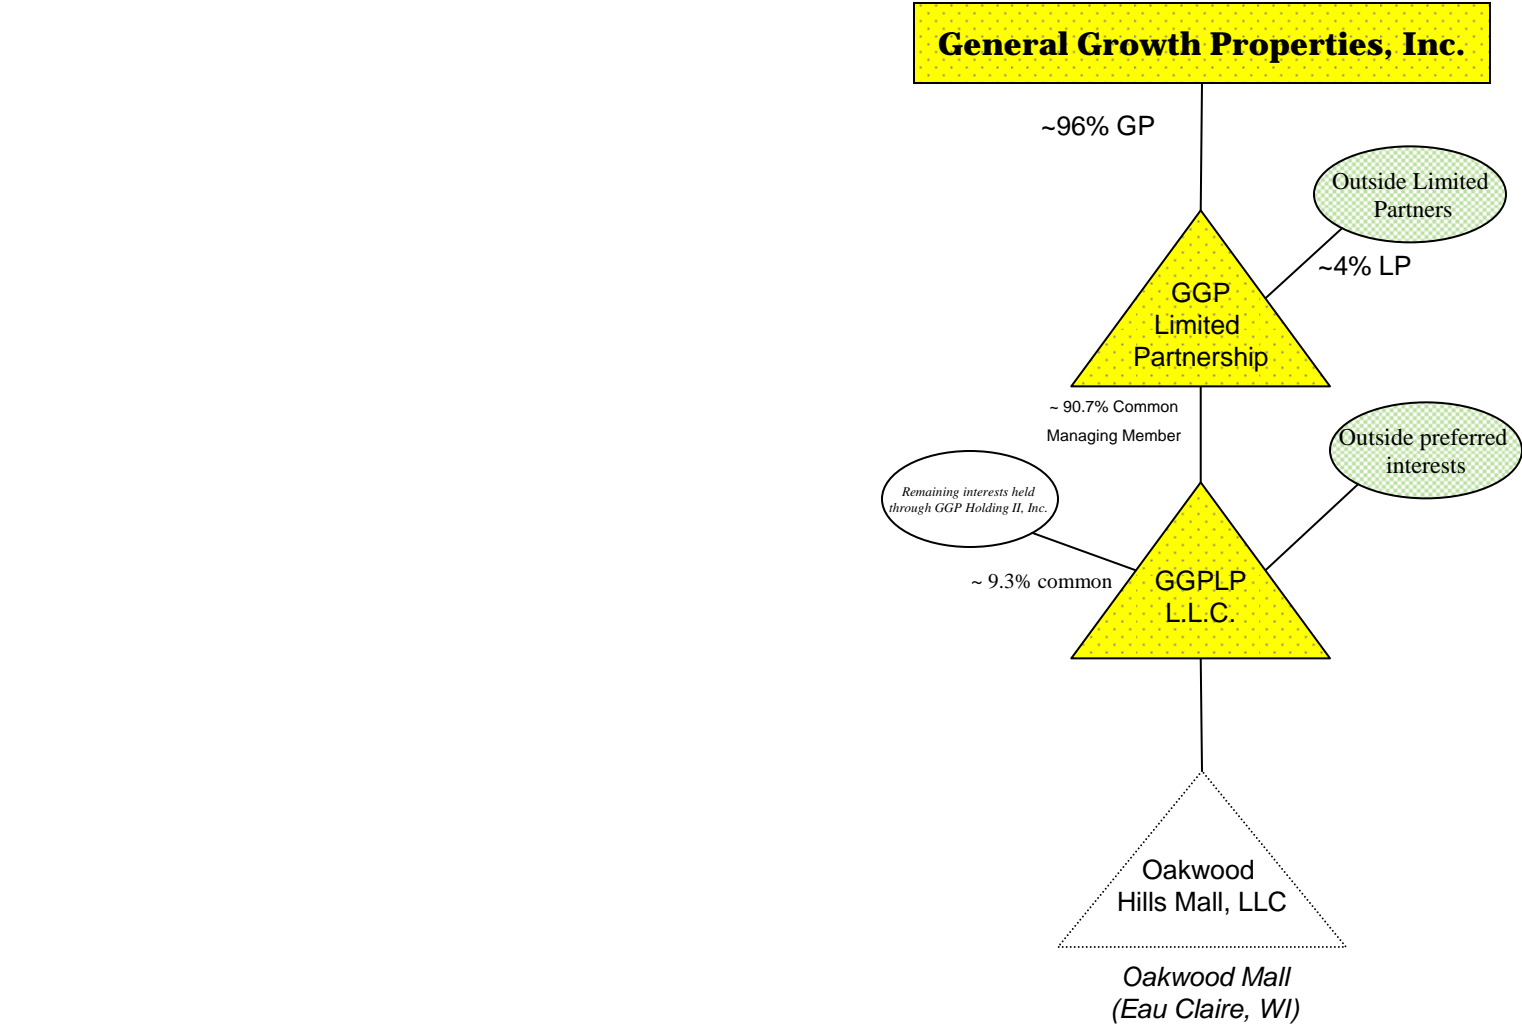 General Growth Properties, Inc.
~96% GP
Outside Limited
Partners
~4% LP
GGP
Limited
Partnership
~ 90.7% Common
Managing Member
Outside preferred
interests
Remaining interests held
through GGP Holding II, Inc.
~ 9.3% common
GGPLP
L.L.C.
Oakwood
Hills Mall, LLC
Oakwood Mall
(Eau Claire, WI)